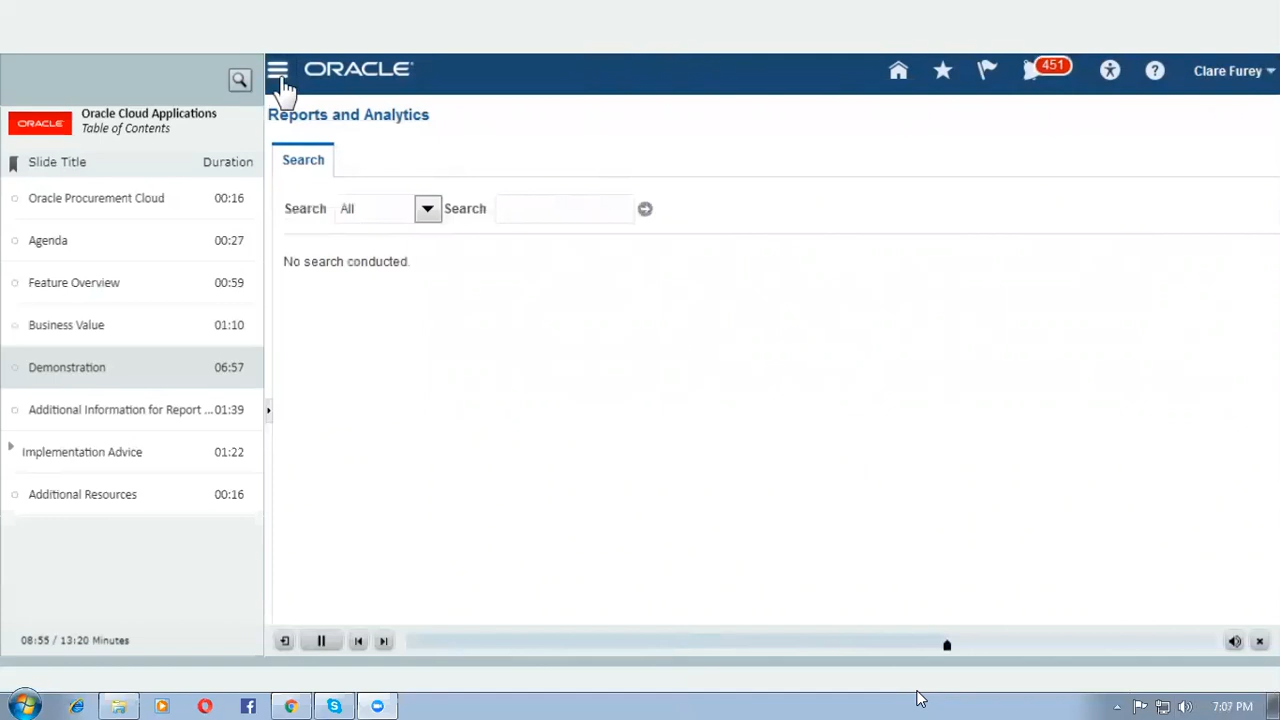 ORACLE
451
Clare Furey
ORACLE
Oracle Cloud Applications
Table of Contents
Slide Title Duration
Oracle Procurement Cloud 00:16
Agenda 00:27
Feature Overview 00:59
Business Value 01:10
Demonstration 06:57
Additional Information for Report ... 01:39
Implementation Advice 01:22
Additional Resources 00:16
08:55 / 13:20 Minutes
Reports and Analytics
Search
Search All Search
No search conducted.
7:07 PM